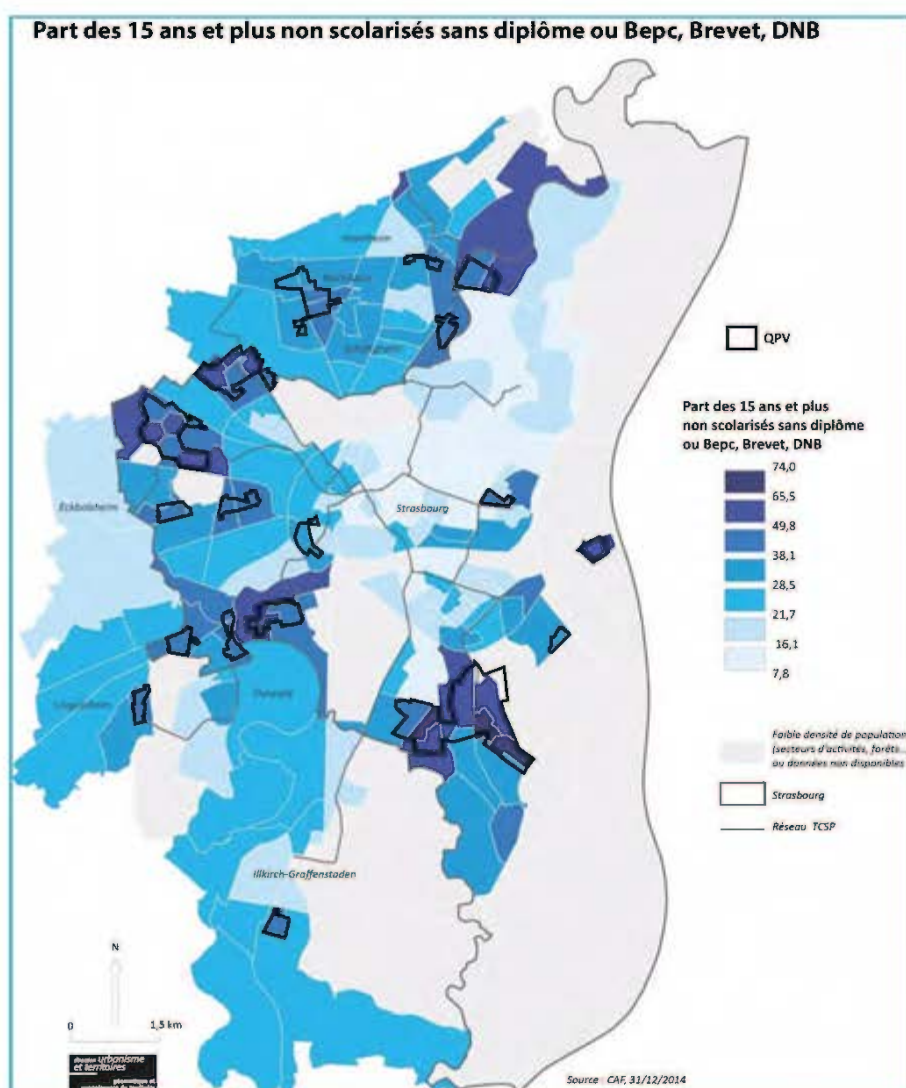 Part des 15 ans et plus non scolarisés sans diplôme ou Bepc, Brevet, DNB
QPV
Part des 15 ans et plus
non scolarisés sans diplôme
ou Bepc, Brevet, DNB
74,0
65,5
49,8
38,1
28,5
21,7
16,1
7,8
Eckbolsheim
Strasbourg
Faible densité de population
(secteurs d'activités, forêts...
ou données non disponibles
Strasbourg
Réseau TCSP
Illkirch-Graffenstaden
N
0 1,5 km
direction urbanisme
et territoires
Source : CAF, 31/12/2014